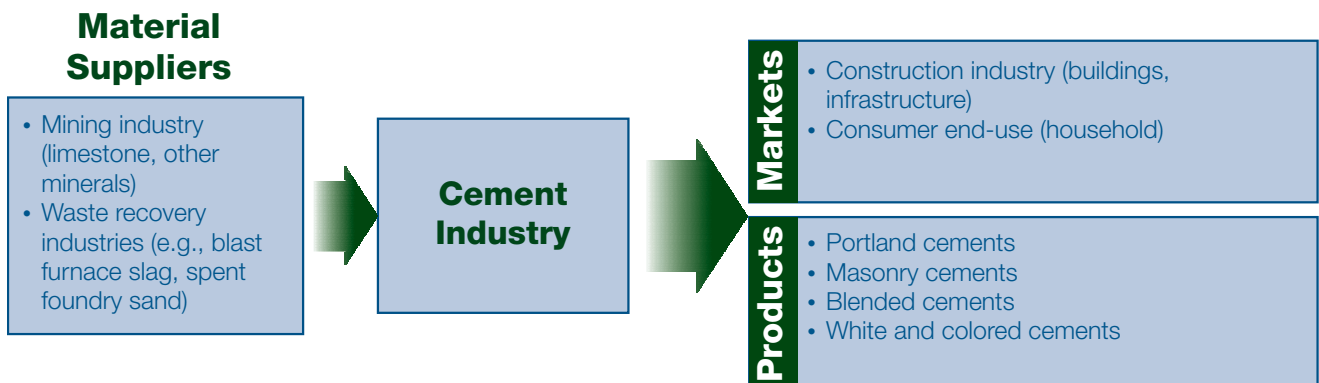 Material
Suppliers
• Mining industry
(limestone, other
minerals)
• Waste recovery
industries (e.g., blast
furnace slag, spent
foundry sand)
Cement
Industry
Markets
• Construction industry (buildings,
infrastructure)
• Consumer end-use (household)
Products
• Portland cements
• Masonry cements
• Blended cements
• White and colored cements